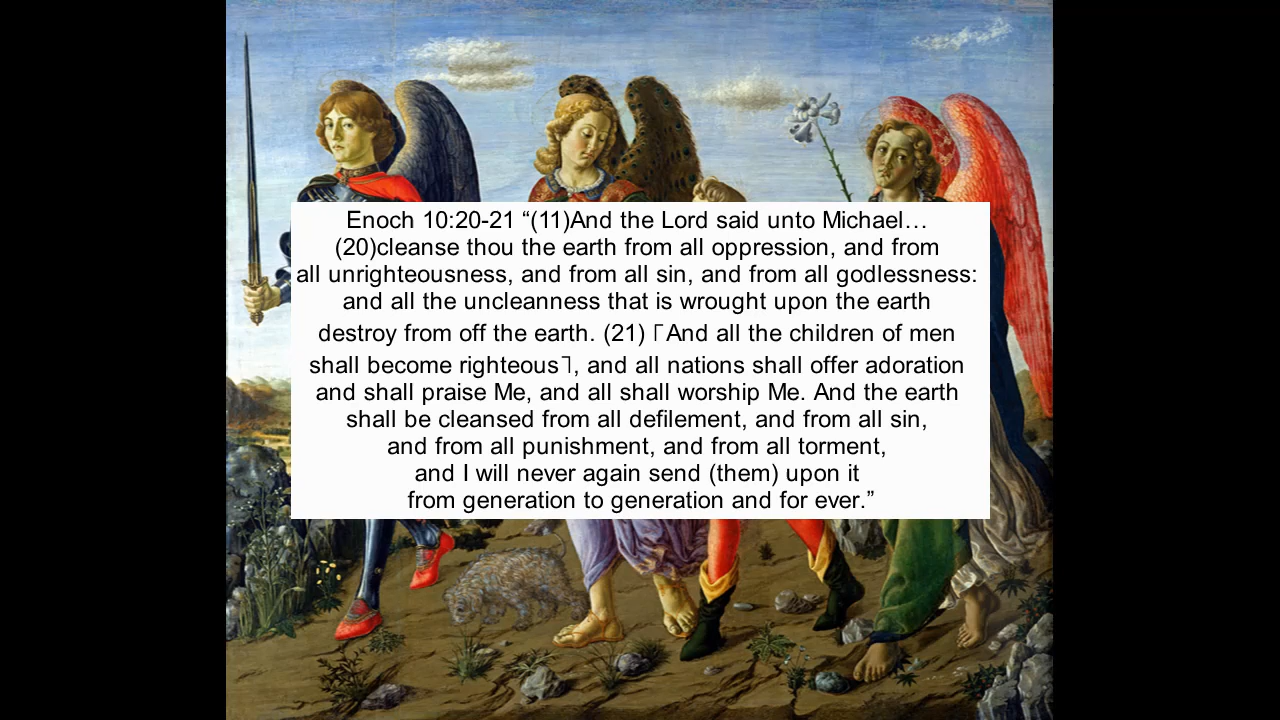 Enoch 10:20-21 “(11)And the Lord said unto Michael…
(20)cleanse thou the earth from all oppression, and from
all unrighteousness, and from all sin, and from all godlessness:
and all the uncleanness that is wrought upon the earth
destroy from off the earth. (21) ⌈And all the children of men
shall become righteous⌉, and all nations shall offer adoration
and shall praise Me, and all shall worship Me. And the earth
shall be cleansed from all defilement, and from all sin,
and from all punishment, and from all torment,
and I will never again send (them) upon it
from generation to generation and for ever.”